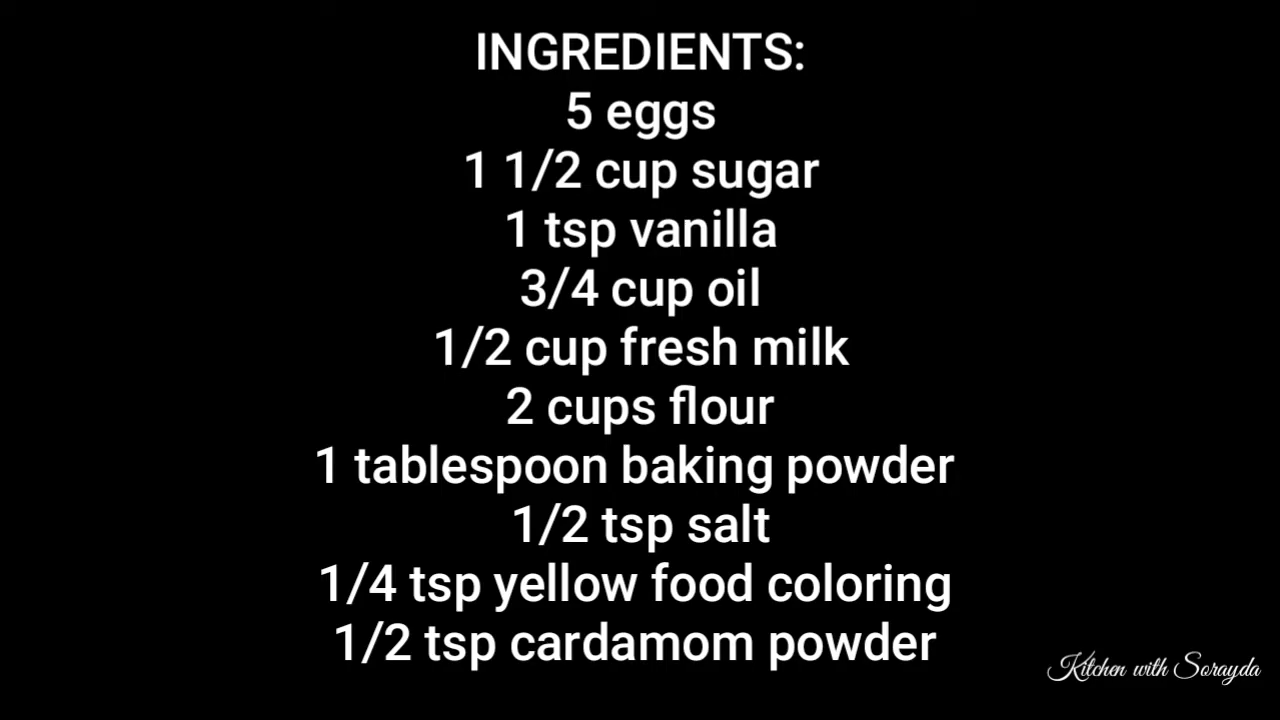 INGREDIENTS:
5 eggs
1 1/2 cup sugar
1 tsp vanilla
3/4 cup oil
1/2 cup fresh milk
2 cups flour
1 tablespoon baking powder
1/2 tsp salt
1/4 tsp yellow food coloring
1/2 tsp cardamom powder
Kitchen with Sorayda